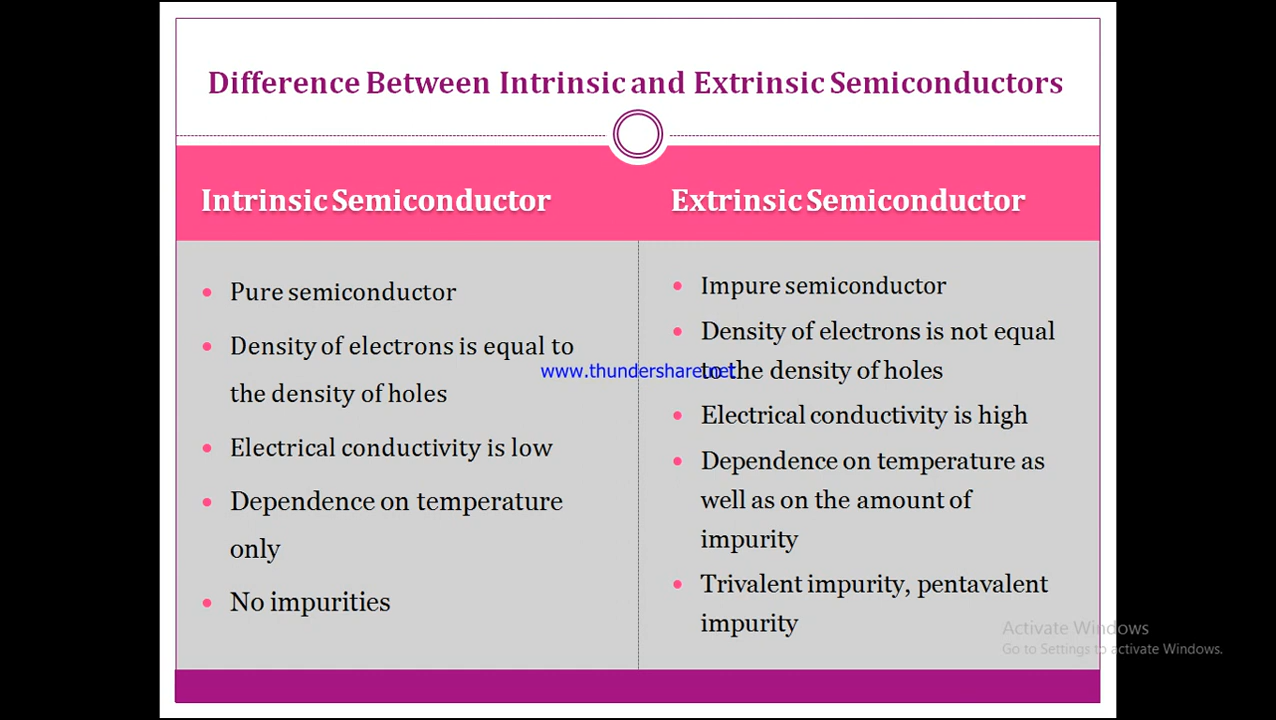 Difference Between Intrinsic and Extrinsic Semiconductors
Intrinsic Semiconductor
Pure semiconductor
Density of electrons is equal to
the density of holes
Electrical conductivity is low
Dependence on temperature
only
No impurities
Extrinsic Semiconductor
Impure semiconductor
Density of electrons is not equal
to the density of holes
Electrical conductivity is high
Dependence on temperature as
well as on the amount of
impurity
Trivalent impurity, pentavalent
impurity
www.thundershare.net
Activate Windows
Go to Settings to activate Windows.